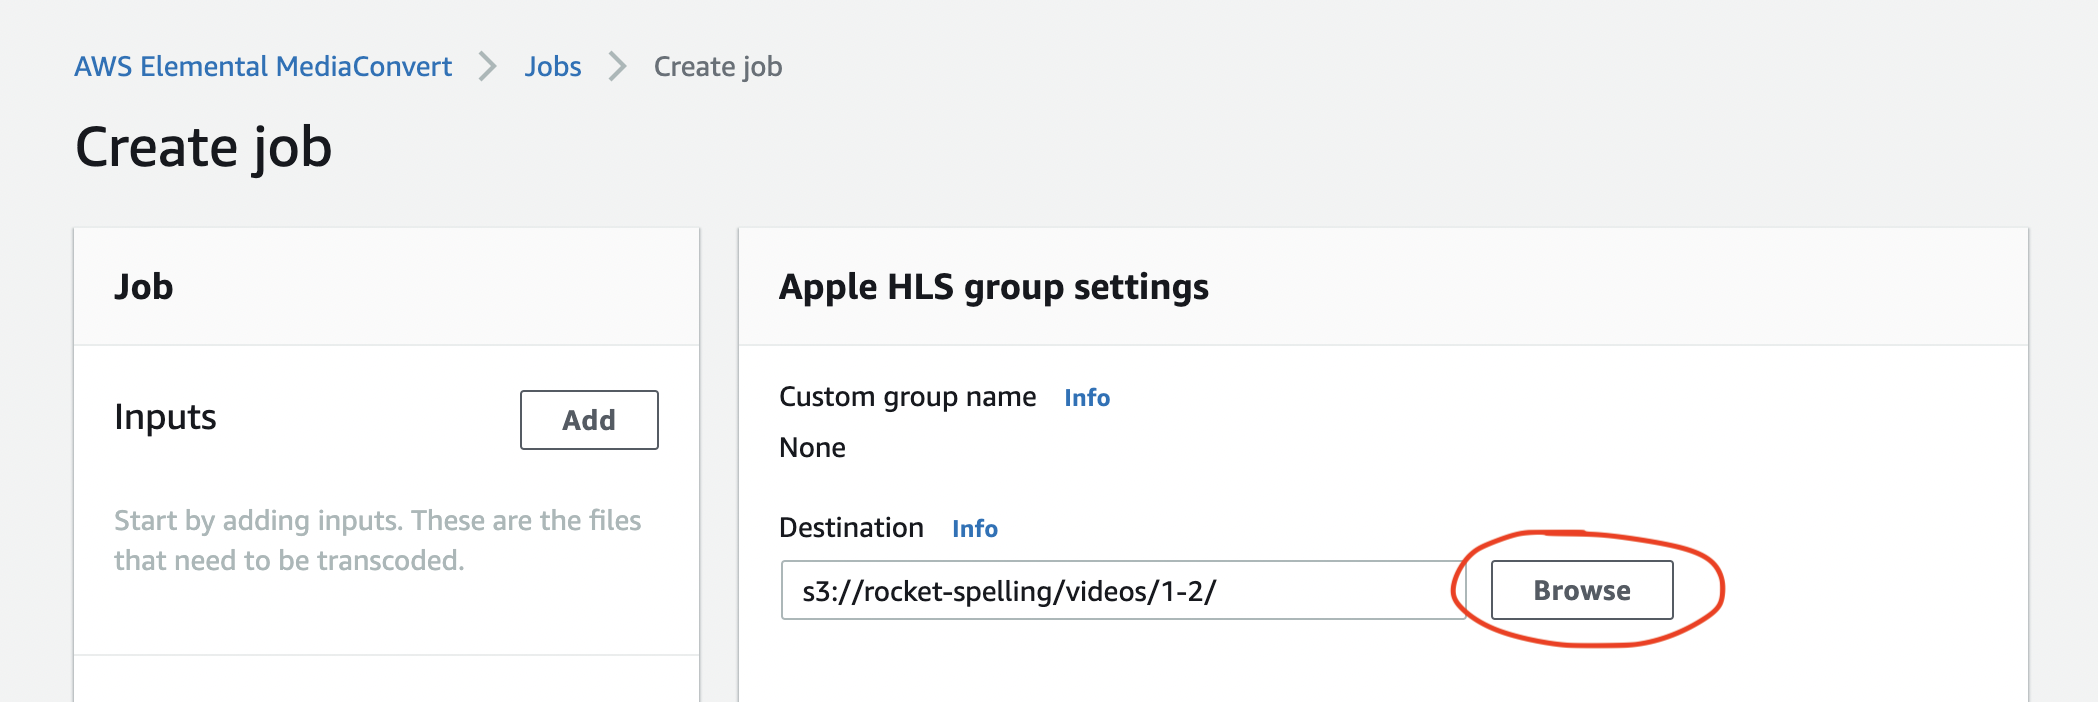 AWS Elemental MediaConvert > Jobs > Create job
Create job
Job
Inputs
Add
Start by adding inputs. These are the files
that need to be transcoded.
Apple HLS group settings
Custom group name Info
None
Destination Info
s3://rocket-spelling/videos/1-2/
Browse